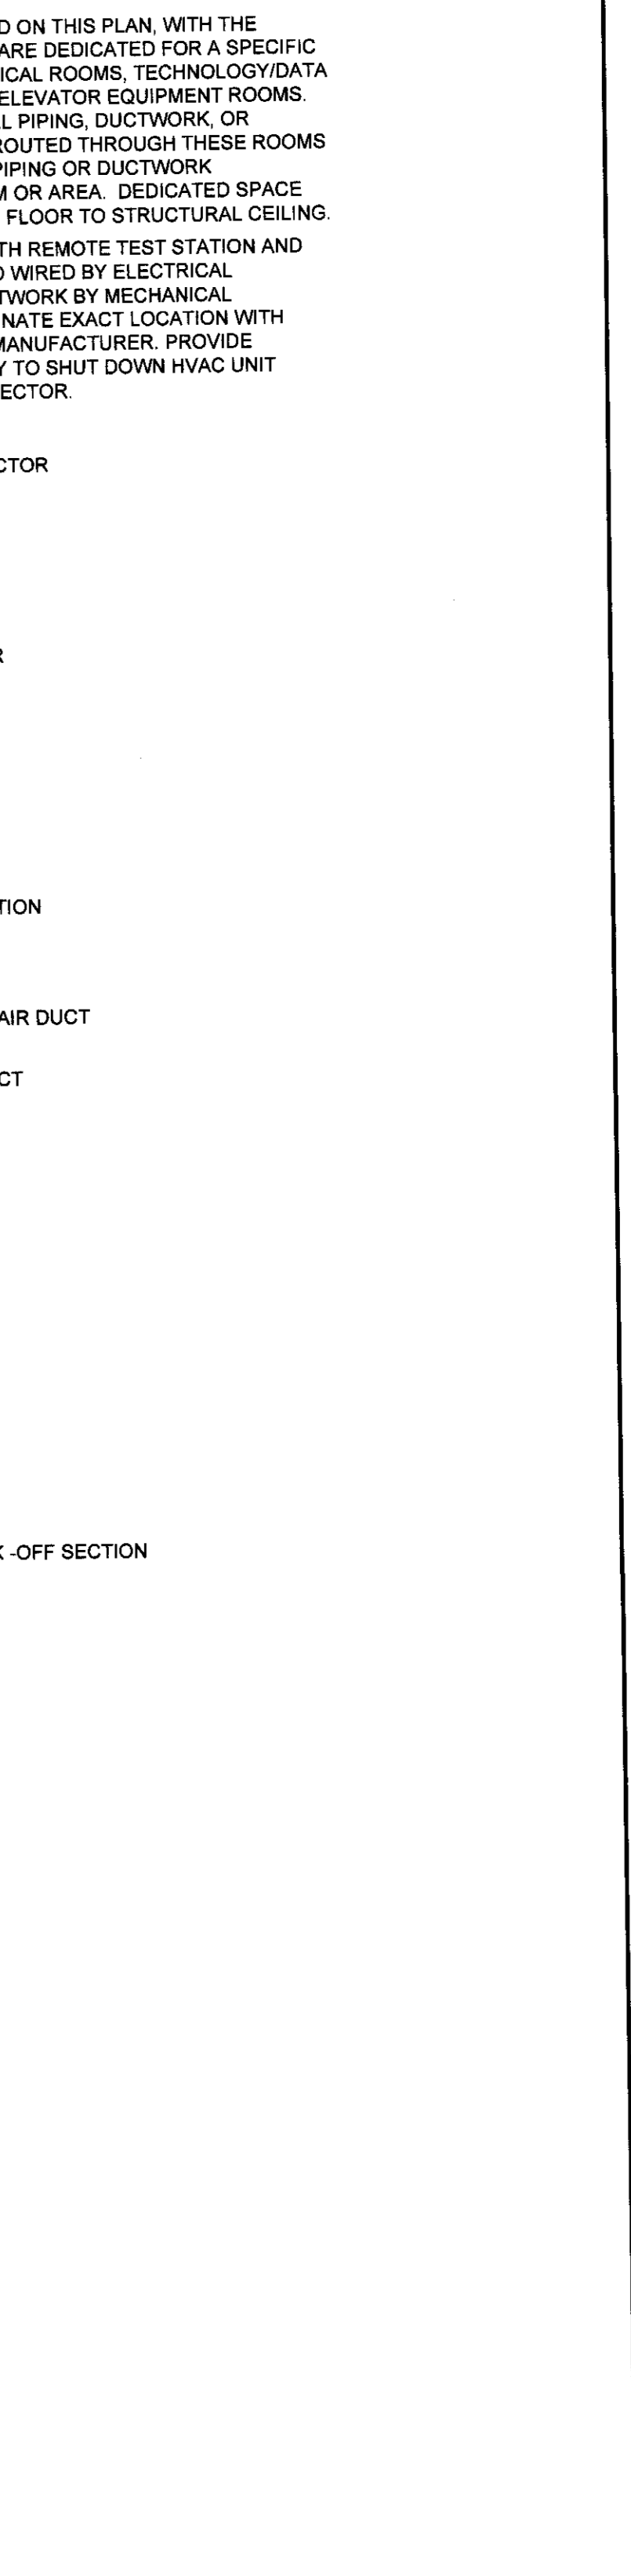 D ON THIS PLAN, WITH THE
ARE DEDICATED FOR A SPECIFIC
ICAL ROOMS, TECHNOLOGY/DATA
ELEVATOR EQUIPMENT ROOMS.
L PIPING, DUCTWORK, OR
ROUTED THROUGH THESE ROOMS
PIPING OR DUCTWORK
M OR AREA. DEDICATED SPACE
FLOOR TO STRUCTURAL CEILING.
TH REMOTE TEST STATION AND
D WIRED BY ELECTRICAL
TWORK BY MECHANICAL
NATE EXACT LOCATION WITH
MANUFACTURER. PROVIDE
Y TO SHUT DOWN HVAC UNIT
ECTOR.
CTOR
R
TION
AIR DUCT
CT
K -OFF SECTION